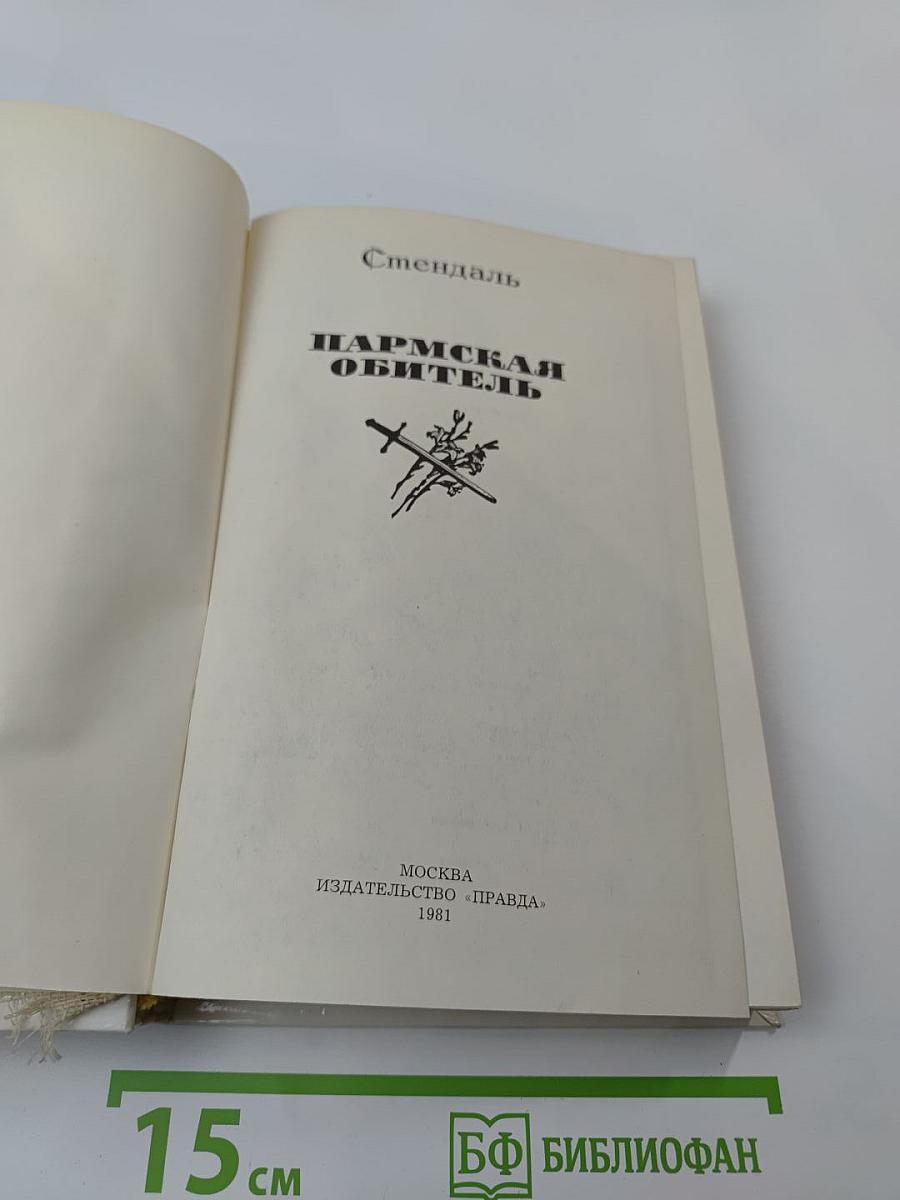 Стендаль
ПАРМСКАЯ
ОБИТЕЛЬ
МОСКВА
ИЗДАТЕЛЬСТВО «ПРАВДА»
1981
15 см
БФ БИБЛИОФАН